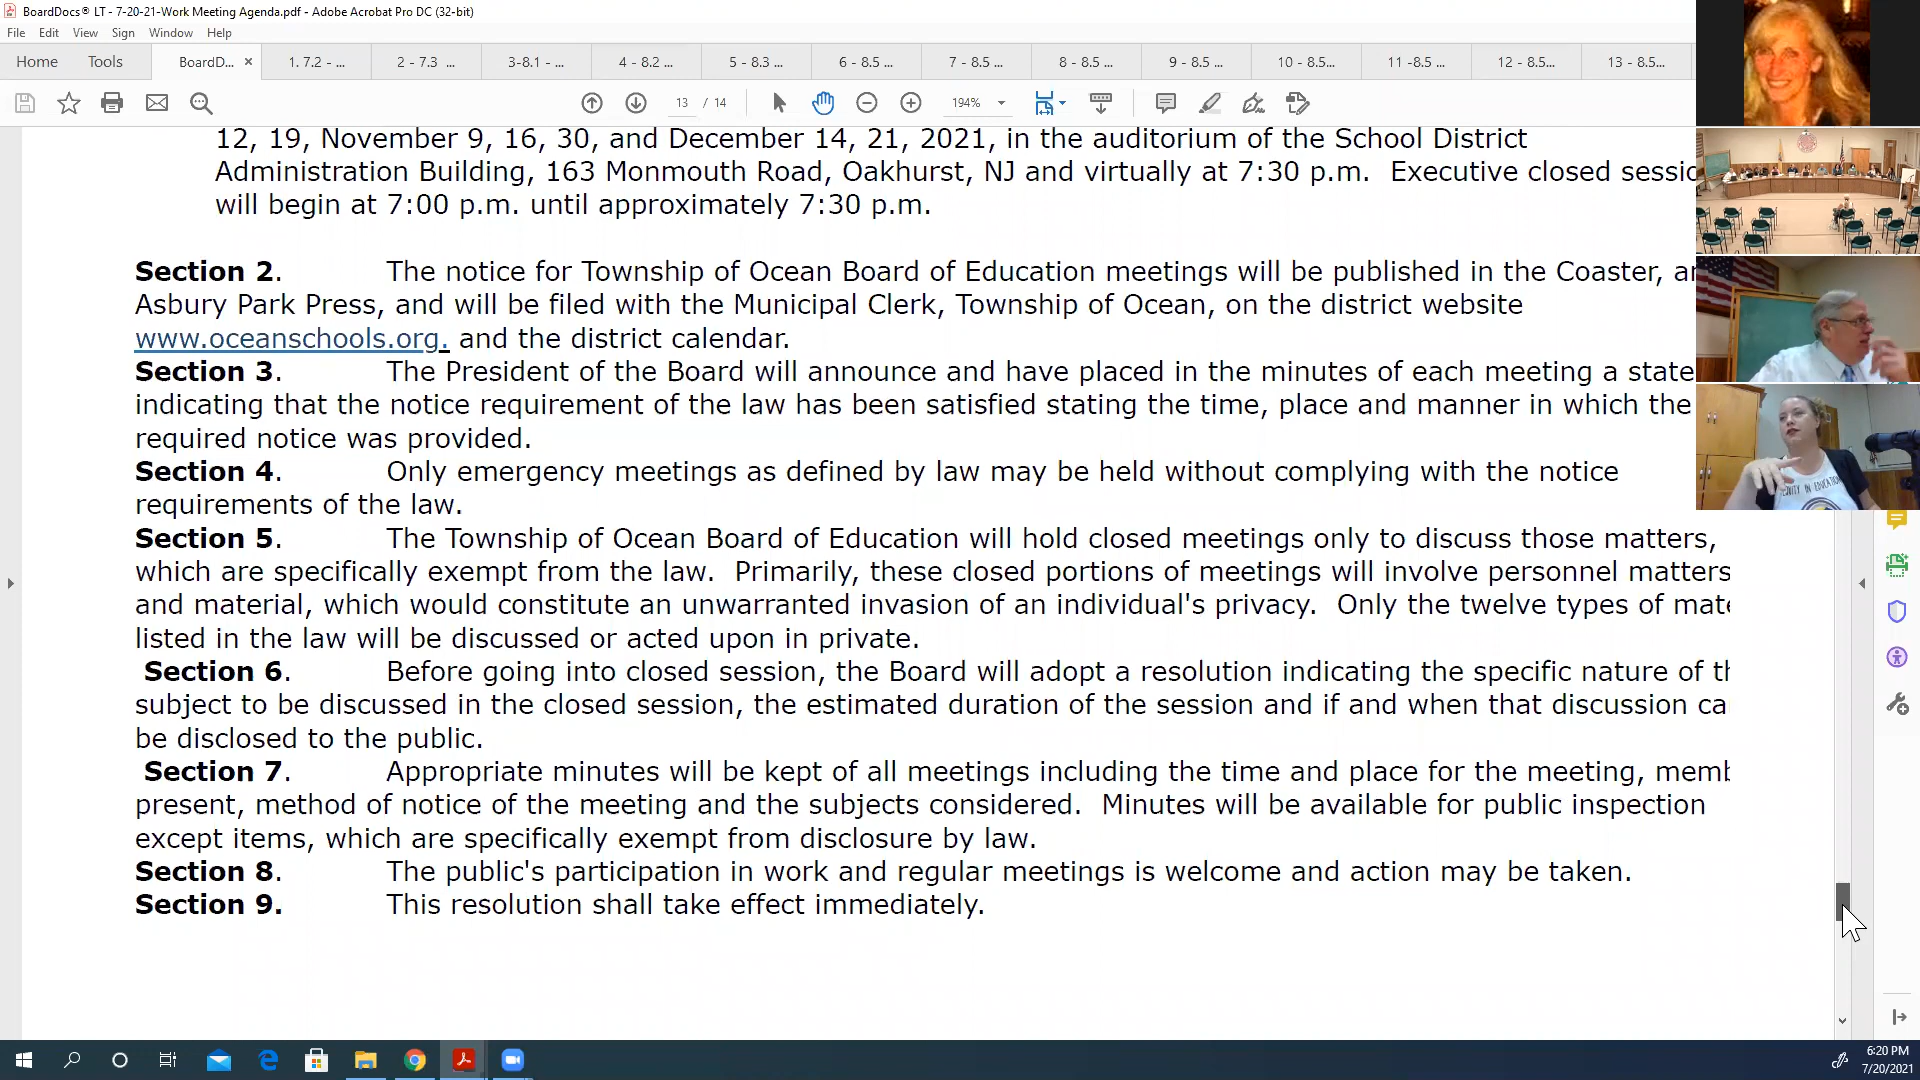 BoardDocs® LT - 7-20-21-Work Meeting Agenda.pdf - Adobe Acrobat Pro DC (32-bit)
File Edit View Sign Window Help
Home Tools BoardD... × 1. 7.2 - ... 2 - 7.3 ... 3-8.1 - ... 4 - 8.2 ... 5 - 8.3 ... 6 - 8.5 ... 7 - 8.5 ... 8 - 8.5 ... 9 - 8.5 ... 10 - 8.5... 11 -8.5 ... 12 - 8.5... 13 - 8.5...
13 / 14 194%
12, 19, November 9, 16, 30, and December 14, 21, 2021, in the auditorium of the School District
Administration Building, 163 Monmouth Road, Oakhurst, NJ and virtually at 7:30 p.m. Executive closed sessio
will begin at 7:00 p.m. until approximately 7:30 p.m.
Section 2. The notice for Township of Ocean Board of Education meetings will be published in the Coaster, an
Asbury Park Press, and will be filed with the Municipal Clerk, Township of Ocean, on the district website
www.oceanschools.org. and the district calendar.
Section 3. The President of the Board will announce and have placed in the minutes of each meeting a state
indicating that the notice requirement of the law has been satisfied stating the time, place and manner in which the
required notice was provided.
Section 4. Only emergency meetings as defined by law may be held without complying with the notice
requirements of the law.
Section 5. The Township of Ocean Board of Education will hold closed meetings only to discuss those matters,
which are specifically exempt from the law. Primarily, these closed portions of meetings will involve personnel matters
and material, which would constitute an unwarranted invasion of an individual's privacy. Only the twelve types of mate
listed in the law will be discussed or acted upon in private.
Section 6. Before going into closed session, the Board will adopt a resolution indicating the specific nature of th
subject to be discussed in the closed session, the estimated duration of the session and if and when that discussion ca
be disclosed to the public.
Section 7. Appropriate minutes will be kept of all meetings including the time and place for the meeting, memb
present, method of notice of the meeting and the subjects considered. Minutes will be available for public inspection
except items, which are specifically exempt from disclosure by law.
Section 8. The public's participation in work and regular meetings is welcome and action may be taken.
Section 9. This resolution shall take effect immediately.
6:20 PM
7/20/2021